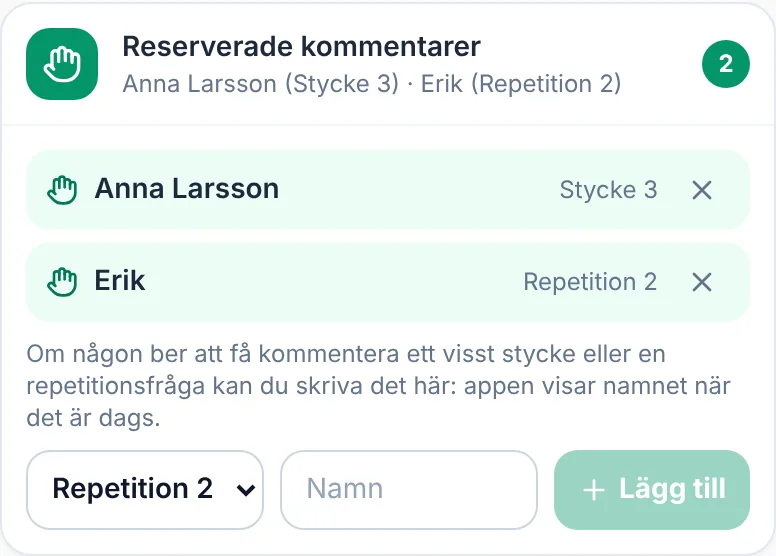 Reserverade kommentarer
Anna Larsson (Stycke 3) · Erik (Repetition 2)
2
Anna Larsson Stycke 3
Erik Repetition 2
Om någon ber att få kommentera ett visst stycke eller en
repetitionsfråga kan du skriva det här: appen visar namnet när
det är dags.
Repetition 2 Namn + Lägg till